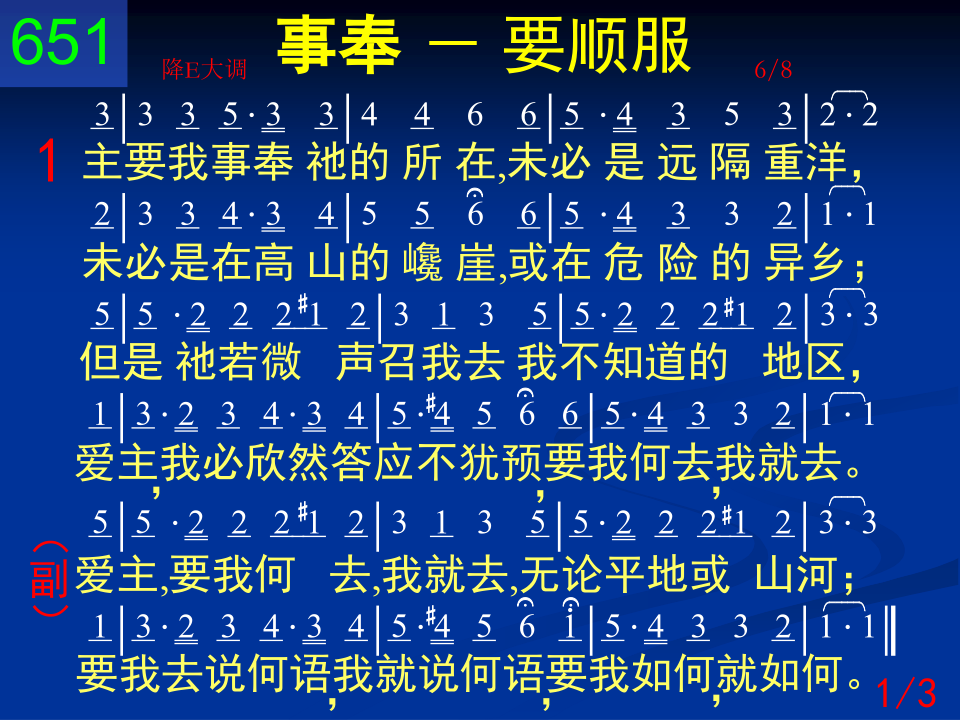 651 事奉 － 要顺服
降E大调 6/8
3|3 3 5·3 3|4 4 6 6|5·4 3 5 3|2·2
1 主要我事奉祂的所在,未必是远隔重洋,
2|3 3 4·3 4|5 5 6 6|5·4 3 3 2|1·1
未必是在高山的巉崖,或在危险的异乡;
5|5·2 2 2#1 2|3 1 3 5|5·2 2 2#1 2|3·3
但是祂若微声召我去我不知道的地区,
1|3·2 3 4·3 4|5·#4 5 6 6|5·4 3 3 2|1·1
爱主,我必欣然答应不犹预,要我何去,我就去。
5|5·2 2 2#1 2|3 1 3 5|5·2 2 2#1 2|3·3
(副) 爱主,要我何去,我就去,无论平地或山河;
1|3·2 3 4·3 4|5·#4 5 6 i|5·4 3 3 2|1·1‖
要我去说何语,我就说何语,要我如何,就如何。
1/3